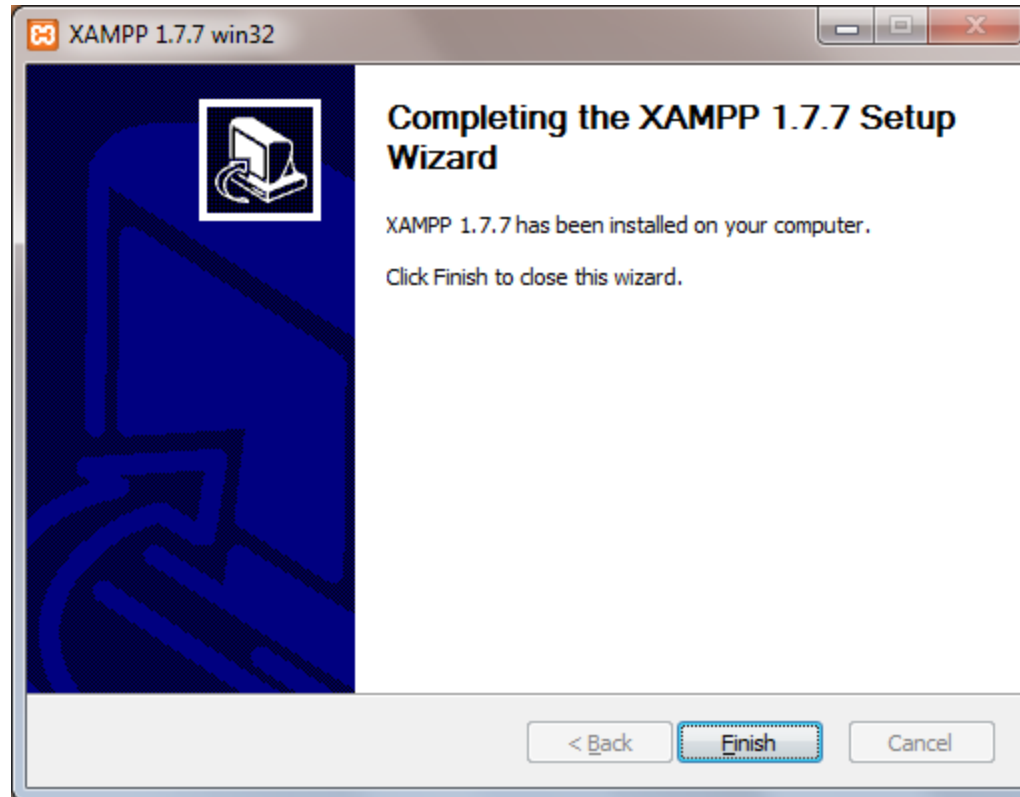 XAMPP 1.7.7 win32
Completing the XAMPP 1.7.7 Setup
Wizard
XAMPP 1.7.7 has been installed on your computer.
Click Finish to close this wizard.
< Back
Finish
Cancel